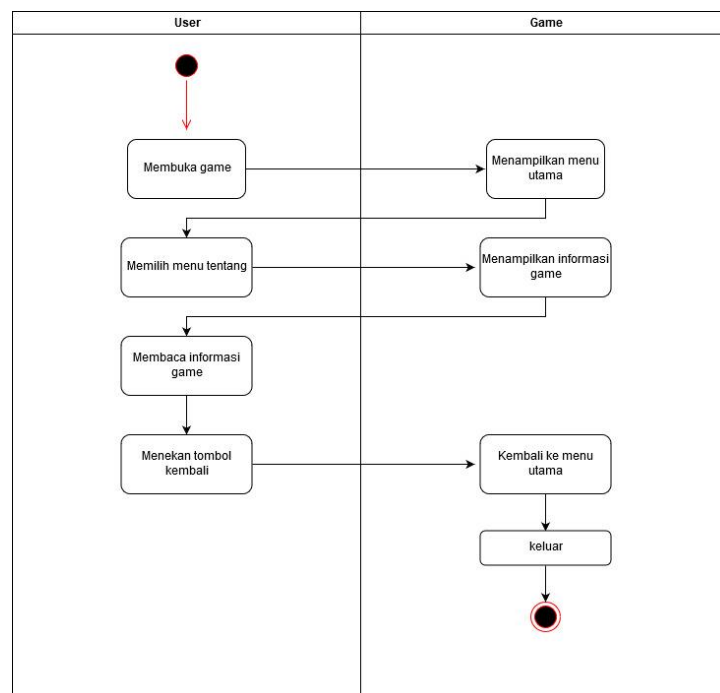 User
Game
Membuka game
Menampilkan menu
utama
Memilih menu tentang
Menampilkan informasi
game
Membaca informasi
game
Menekan tombol
kembali
Kembali ke menu
utama
keluar